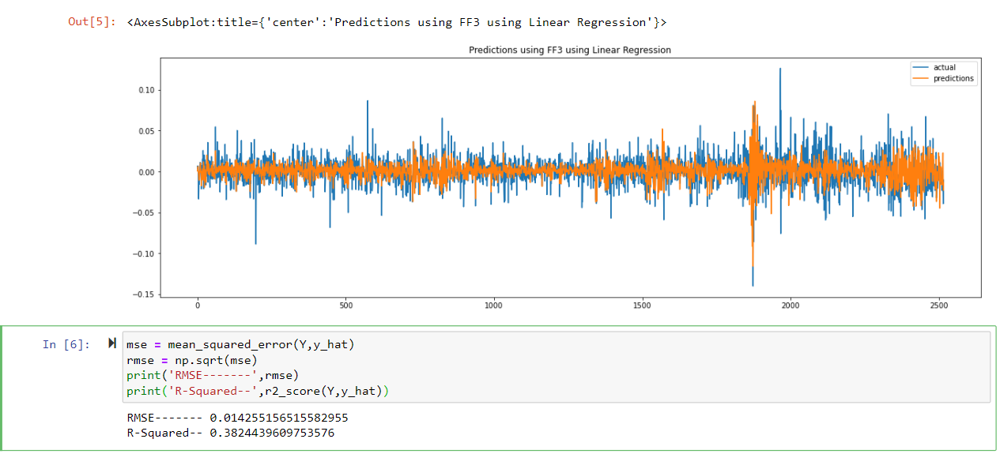 Out[5]: <AxesSubplot:title={'center':'Predictions using FF3 using Linear Regression'}>
Predictions using FF3 using Linear Regression
actual
predictions
0.10
0.05
0.00
−0.05
−0.10
−0.15
0 500 1000 1500 2000 2500
In [6]: mse = mean_squared_error(Y,y_hat)
rmse = np.sqrt(mse)
print('RMSE-------',rmse)
print('R-Squared--',r2_score(Y,y_hat))
RMSE------- 0.014255156515582955
R-Squared-- 0.3824439609753576